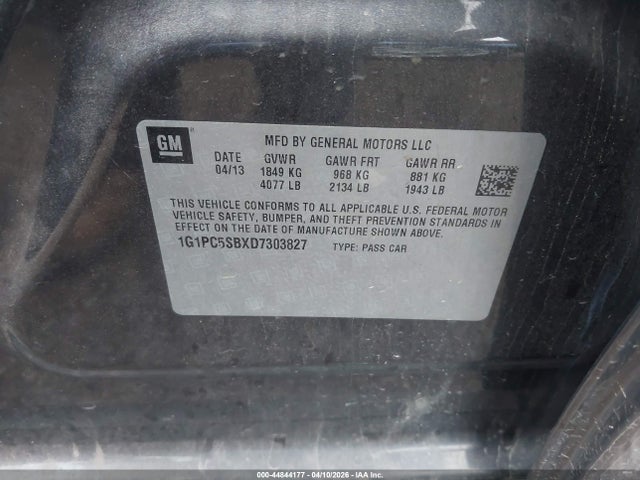 GM
MFD BY GENERAL MOTORS LLC
DATE GVWR GAWR FRT GAWR RR
04/13 1849 KG 968 KG 881 KG
4077 LB 2134 LB 1943 LB
THIS VEHICLE CONFORMS TO ALL APPLICABLE U.S. FEDERAL MOTOR
VEHICLE SAFETY, BUMPER, AND THEFT PREVENTION STANDARDS IN
EFFECT ON THE DATE OF MANUFACTURE SHOWN ABOVE.
1G1PC5SBXD7303827 TYPE: PASS CAR
000-44844177 - 04/10/2026 - IAA Inc.